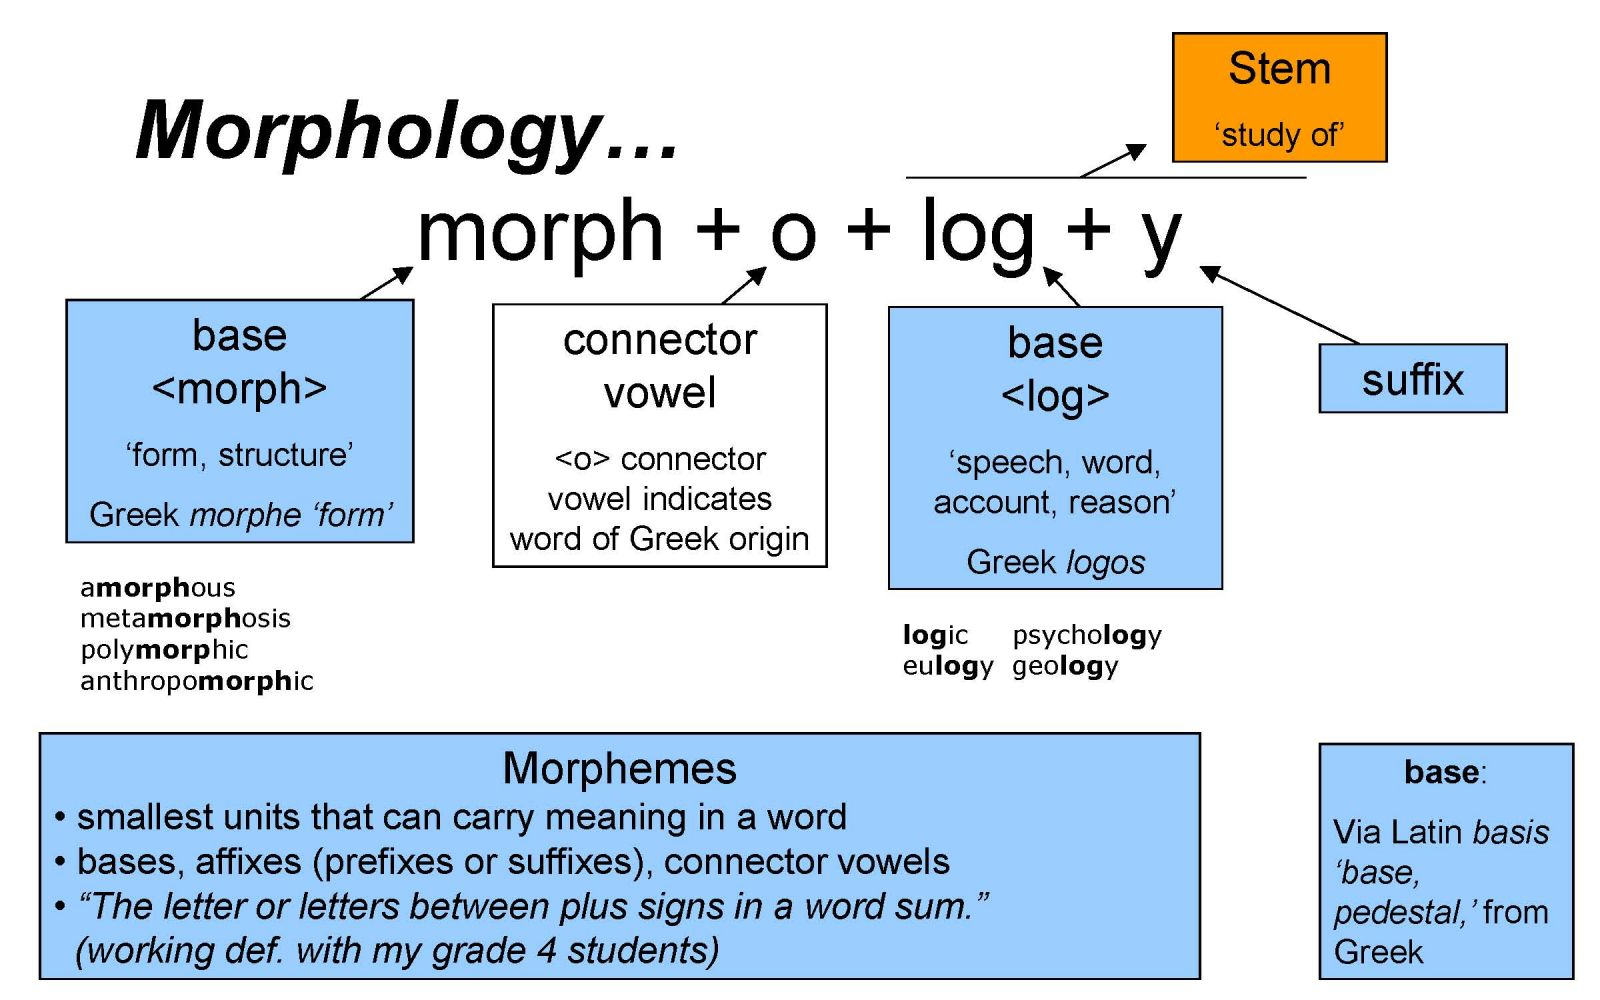 Stem
‘study of’
Morphology…
morph + o + log + y
base
<morph>
‘form, structure’
Greek morphe ‘form’
connector
vowel
<o> connector
vowel indicates
word of Greek origin
base
<log>
‘speech, word,
account, reason’
Greek logos
suffix
amorphous
metamorphosis
polymorphic
anthropomorphic
logic psychology
eulogy geology
Morphemes
• smallest units that can carry meaning in a word
• bases, affixes (prefixes or suffixes), connector vowels
• “The letter or letters between plus signs in a word sum.”
(working def. with my grade 4 students)
base:
Via Latin basis
‘base,
pedestal,’ from
Greek